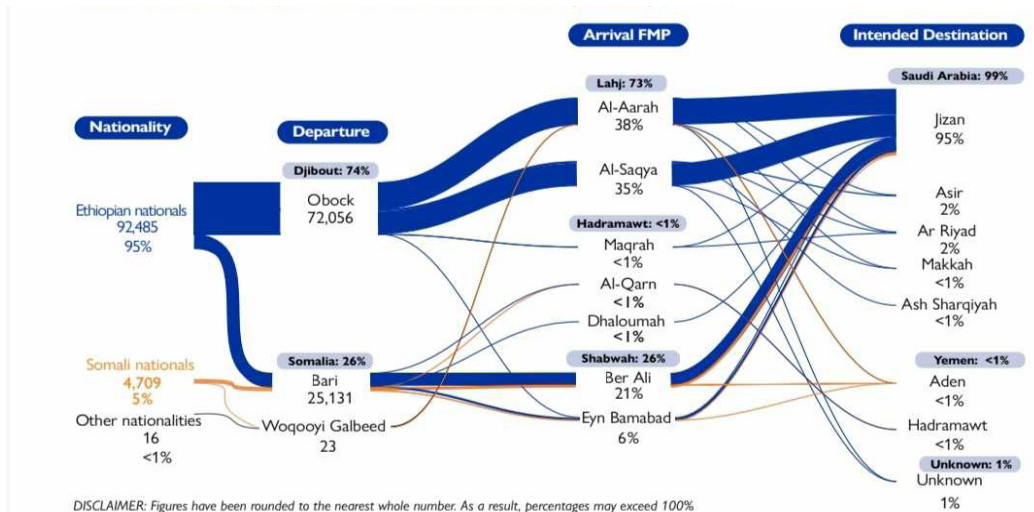 Nationality
Ethiopian nationals
92,485
95%
Somali nationals
4,709
5%
Other nationalities
16
<1%
Departure
Djibout: 74%
Obock
72,056
Somalia: 26%
Bari
25,131
Woqooyi Galbeed
23
Arrival FMP
Lahj: 73%
Al-Aarah
38%
Al-Saqya
35%
Hadramawt: <1%
Maqrah
<1%
Al-Qarn
<1%
Dhaloumah
<1%
Shabwah: 26%
Ber Ali
21%
Eyn Bamabad
6%
Intended Destination
Saudi Arabia: 99%
Jizan
95%
Asir
2%
Ar Riyad
2%
Makkah
<1%
Ash Sharqiyah
<1%
Yemen: <1%
Aden
<1%
Hadramawt
<1%
Unknown: 1%
Unknown
1%
DISCLAIMER: Figures have been rounded to the nearest whole number. As a result, percentages may exceed 100%